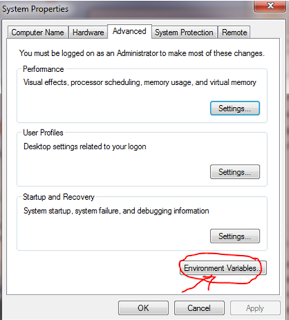 System Properties
Computer Name Hardware Advanced System Protection Remote
You must be logged on as an Administrator to make most of these changes.
Performance
Visual effects, processor scheduling, memory usage, and virtual memory
Settings...
User Profiles
Desktop settings related to your logon
Settings...
Startup and Recovery
System startup, system failure, and debugging information
Settings...
Environment Variables...
OK Cancel Apply